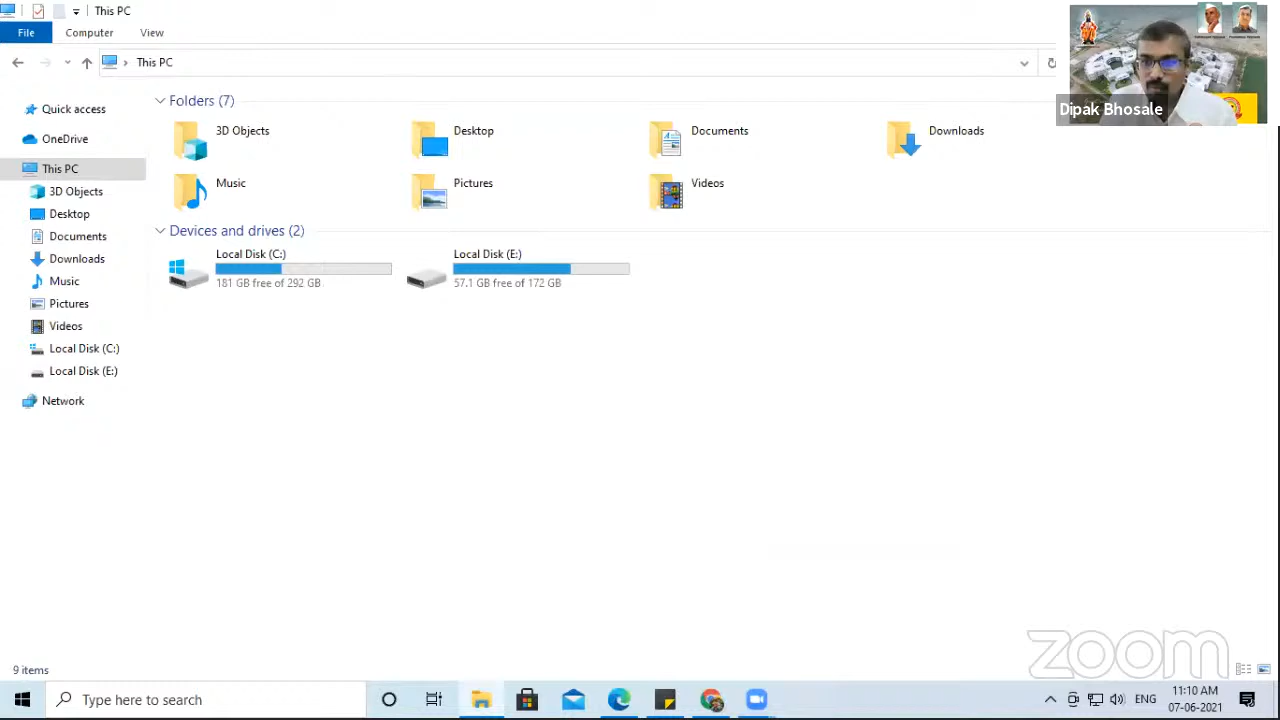 This PC
File
Computer
View
This PC
Dipak Bhosale
Quick access
OneDrive
This PC
3D Objects
Desktop
Documents
Downloads
Music
Pictures
Videos
Local Disk (C:)
Local Disk (E:)
Network
Folders (7)
3D Objects
Desktop
Documents
Downloads
Music
Pictures
Videos
Devices and drives (2)
Local Disk (C:)
181 GB free of 292 GB
Local Disk (E:)
57.1 GB free of 172 GB
9 items
zoom
Type here to search
ENG
11:10 AM
07-06-2021